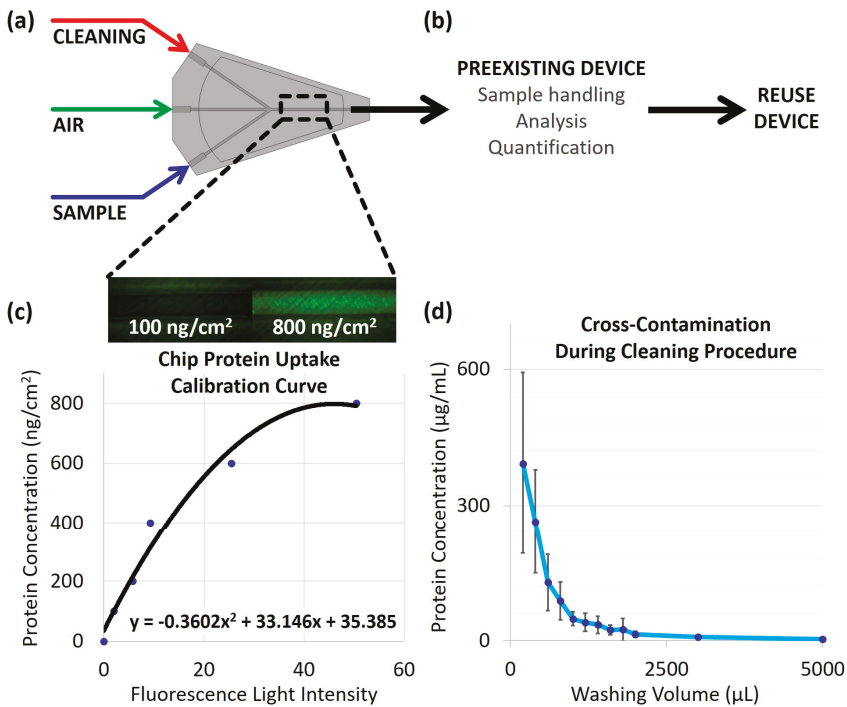 (a)
CLEANING
AIR
SAMPLE
(b)
PREEXISTING DEVICE
Sample handling
Analysis
Quantification
REUSE
DEVICE
100 ng/cm²
800 ng/cm²
(c)
Chip Protein Uptake
Calibration Curve
Protein Concentration (ng/cm²)
800
600
400
200
0
y = -0.3602x² + 33.146x + 35.385
0
20
40
60
Fluorescence Light Intensity
(d)
Cross-Contamination
During Cleaning Procedure
Protein Concentration (µg/mL)
600
300
0
0
2500
5000
Washing Volume (µL)